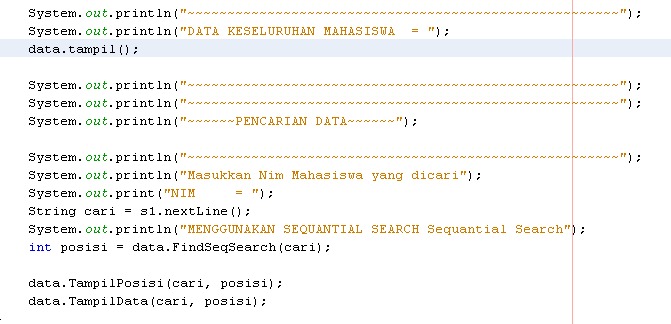 System.out.println("~~~~~~~~~~~~~~~~~~~~~~~~~~~~~~~~~~~~~~~~~~~~~~~~~~~~~~");
System.out.println("DATA KESELURUHAN MAHASISWA  = ");
data.tampil();
System.out.println("~~~~~~~~~~~~~~~~~~~~~~~~~~~~~~~~~~~~~~~~~~~~~~~~~~~~~~");
System.out.println("~~~~~~~~~~~~~~~~~~~~~~~~~~~~~~~~~~~~~~~~~~~~~~~~~~~~~~");
System.out.println("~~~~~~PENCARIAN DATA~~~~~~");
System.out.println("~~~~~~~~~~~~~~~~~~~~~~~~~~~~~~~~~~~~~~~~~~~~~~~~~~~~~~");
System.out.println("Masukkan Nim Mahasiswa yang dicari");
System.out.print("NIM     = ");
String cari = s1.nextLine();
System.out.println("MENGGUNAKAN SEQUANTIAL SEARCH Sequantial Search");
int posisi = data.FindSeqSearch(cari);
data.TampilPosisi(cari, posisi);
data.TampilData(cari, posisi);